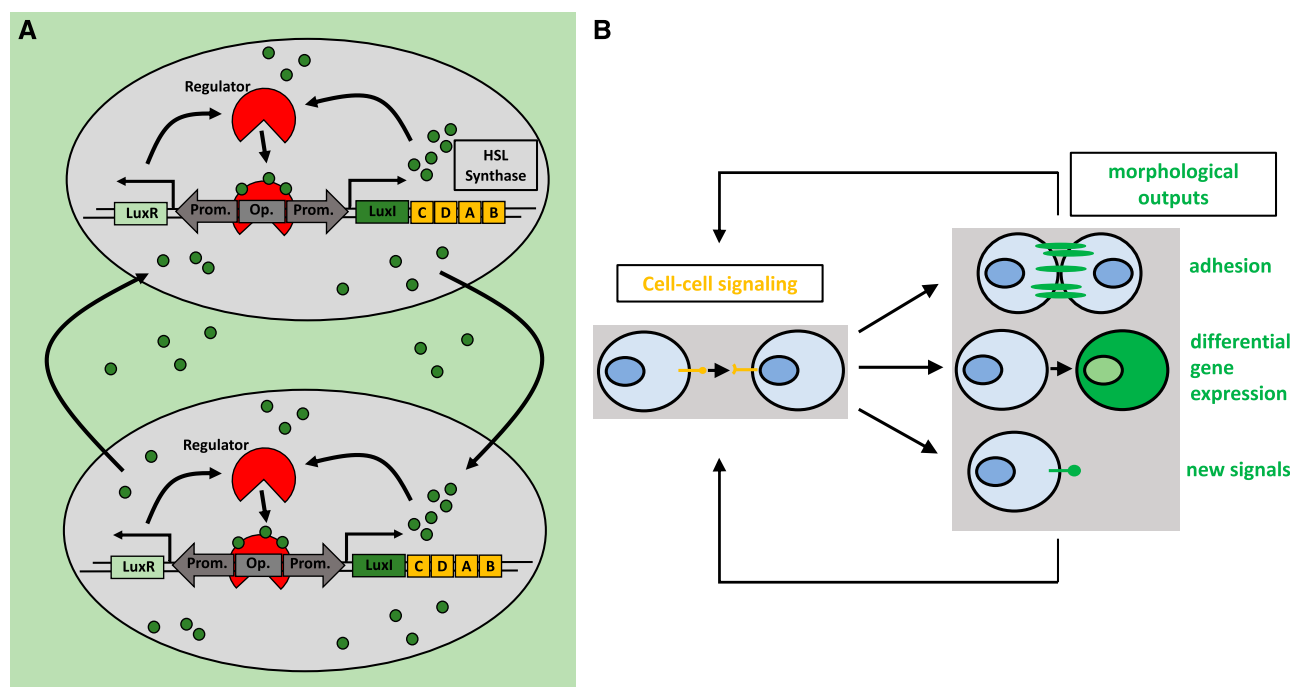 A
Regulator
HSL
Synthase
LuxR
Prom.
Op.
Prom.
LuxI
C D A B
Regulator
LuxR
Prom.
Op.
Prom.
LuxI
C D A B
B
morphological
outputs
Cell-cell signaling
adhesion
differential
gene
expression
new signals